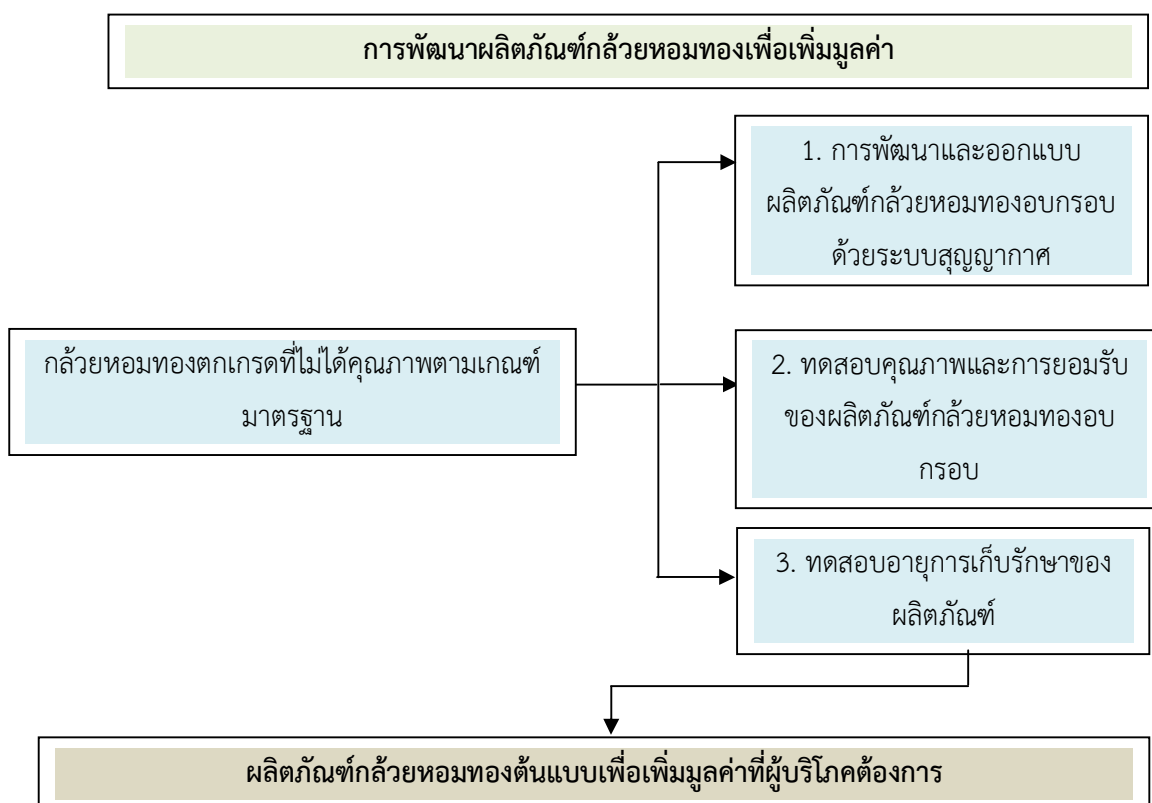 การพัฒนาผลิตภัณฑ์กล้วยหอมทองเพื่อเพิ่มมูลค่า
1. การพัฒนาและออกแบบ
ผลิตภัณฑ์กล้วยหอมทองอบกรอบ
ด้วยระบบสุญญากาศ
กล้วยหอมทองตกเกรดที่ไม่ได้คุณภาพตามเกณฑ์
มาตรฐาน
2. ทดสอบคุณภาพและการยอมรับ
ของผลิตภัณฑ์กล้วยหอมทองอบ
กรอบ
3. ทดสอบอายุการเก็บรักษาของ
ผลิตภัณฑ์
ผลิตภัณฑ์กล้วยหอมทองต้นแบบเพื่อเพิ่มมูลค่าที่ผู้บริโภคต้องการ